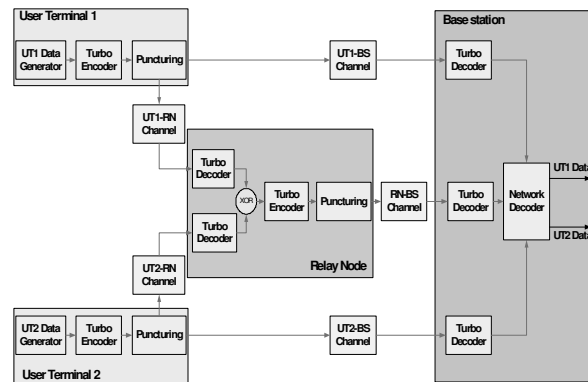 User Terminal 1
Base station
UT1 Data
Generator
Turbo
Encoder
Puncturing
UT1-BS
Channel
Turbo
Decoder
UT1-RN
Channel
Turbo
Decoder
XOR
Turbo
Encoder
Puncturing
RN-BS
Channel
Turbo
Decoder
Network
Decoder
UT1 Data
UT2 Data
Turbo
Decoder
Relay Node
UT2-RN
Channel
UT2 Data
Generator
Turbo
Encoder
Puncturing
UT2-BS
Channel
Turbo
Decoder
User Terminal 2